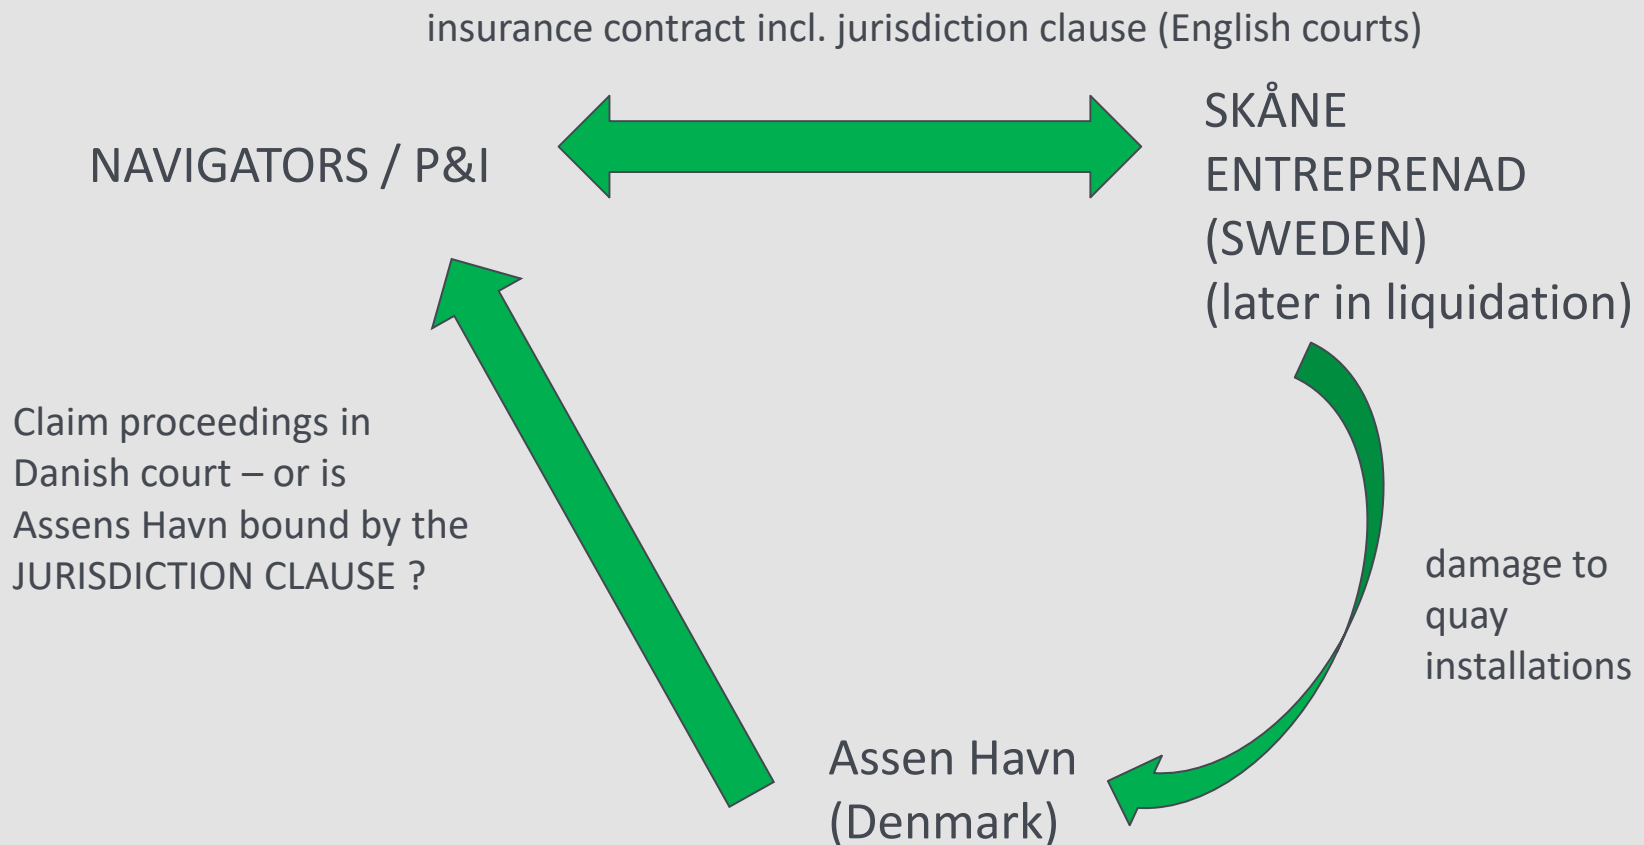 insurance contract incl. jurisdiction clause (English courts)
NAVIGATORS / P&I
SKÅNE
ENTREPRENAD
(SWEDEN)
(later in liquidation)
Claim proceedings in
Danish court – or is
Assens Havn bound by the
JURISDICTION CLAUSE ?
damage to
quay
installations
Assen Havn
(Denmark)